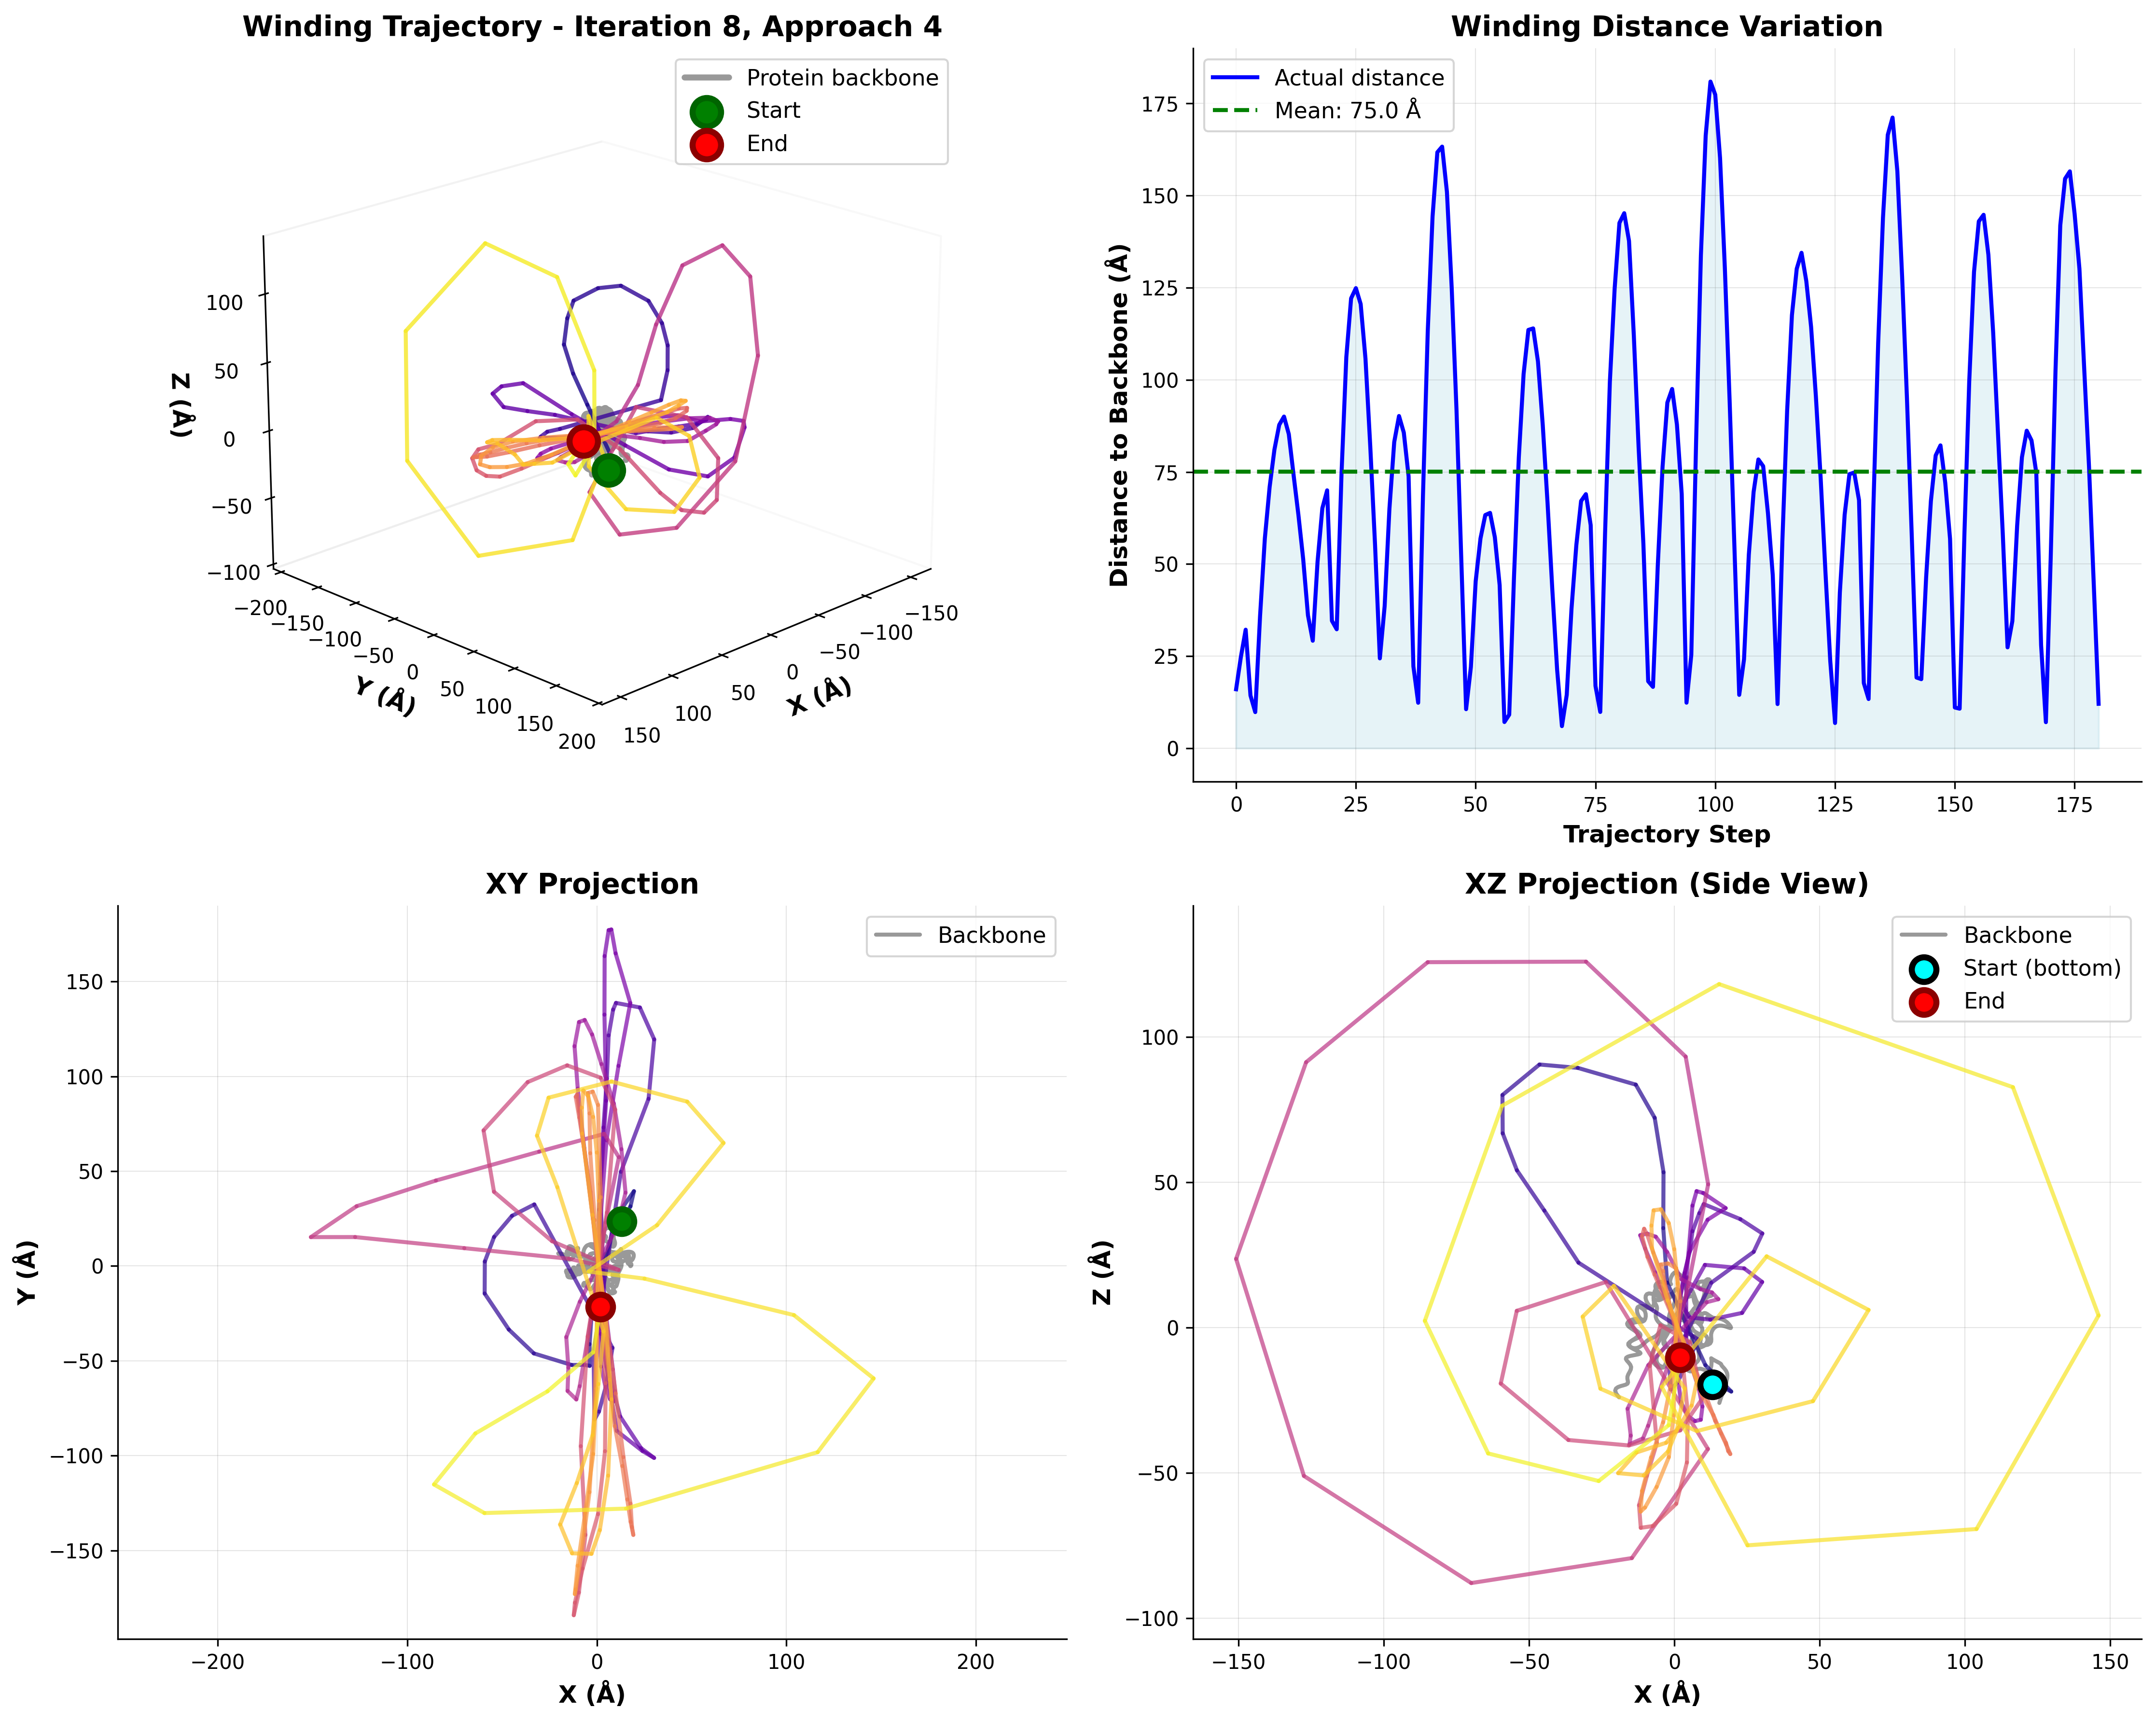 Winding Trajectory - Iteration 8, Approach 4
Protein backbone
Start
End
100
50
0
−50
−100
Z (Å)
−200
−150
−100
−50
0
50
100
150
200
Y (Å)
150
100
50
0
−50
−100
−150
X (Å)
Winding Distance Variation
Actual distance
Mean: 75.0 Å
175
150
125
100
75
50
25
0
Distance to Backbone (Å)
0 25 50 75 100 125 150 175
Trajectory Step
XY Projection
Backbone
150
100
50
0
−50
−100
−150
Y (Å)
−200 −100 0 100 200
X (Å)
XZ Projection (Side View)
Backbone
Start (bottom)
End
100
50
0
−50
−100
Z (Å)
−150 −100 −50 0 50 100 150
X (Å)